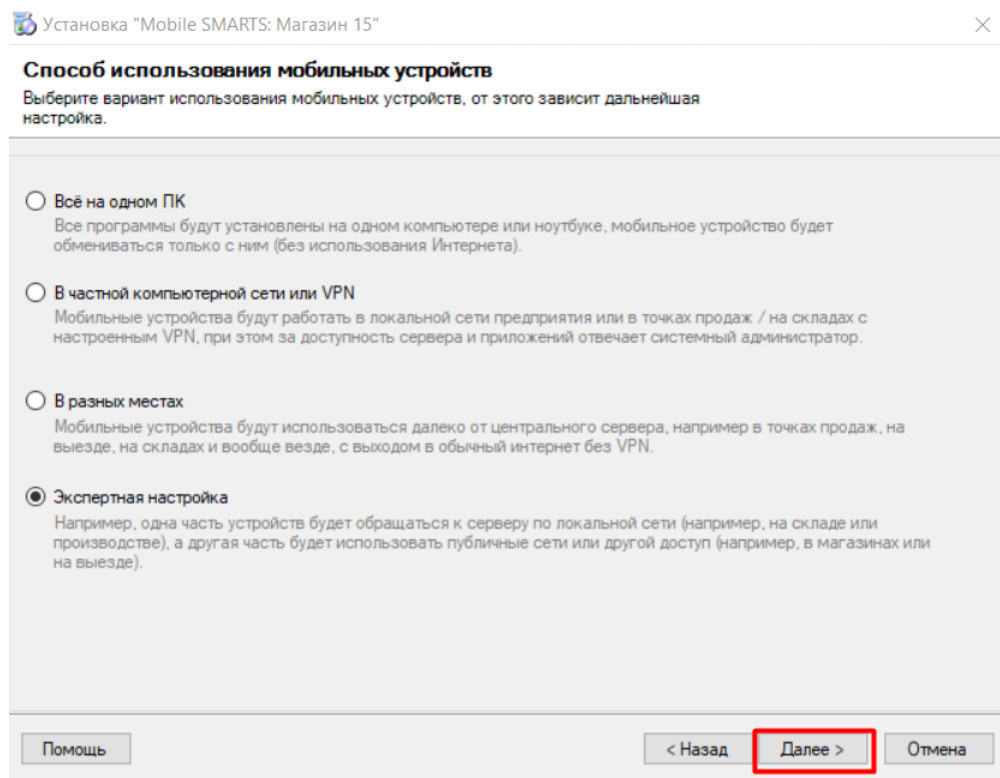 Установка "Mobile SMARTS: Магазин 15"
Способ использования мобильных устройств
Выберите вариант использования мобильных устройств, от этого зависит дальнейшая
настройка.
Всё на одном ПК
Все программы будут установлены на одном компьютере или ноутбуке, мобильное устройство будет
обмениваться только с ним (без использования Интернета).
В частной компьютерной сети или VPN
Мобильные устройства будут работать в локальной сети предприятия или в точках продаж / на складах с
настроенным VPN, при этом за доступность сервера и приложений отвечает системный администратор.
В разных местах
Мобильные устройства будут использоваться далеко от центрального сервера, например в точках продаж, на
выезде, на складах и вообще везде, с выходом в обычный интернет без VPN.
Экспертная настройка
Например, одна часть устройств будет обращаться к серверу по локальной сети (например, на складе или
производстве), а другая часть будет использовать публичные сети или другой доступ (например, в магазинах или
на выезде).
Помощь
< Назад
Далее >
Отмена